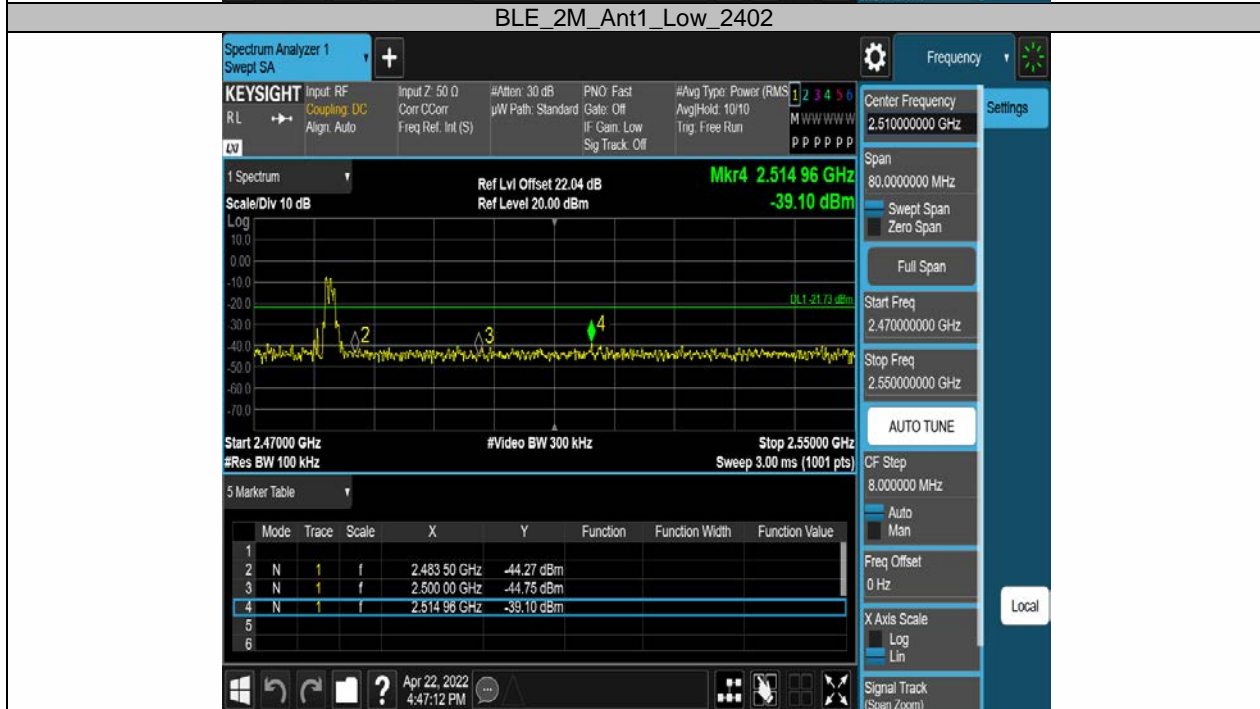 BLE_2M_Ant1_Low_2402
Spectrum Analyzer 1
Swept SA
+
Frequency
KEYSIGHT
RL
LXI
Input: RF
Coupling: DC
Align: Auto
Input Z: 50 Ω
Corr CCorr
Freq Ref: Int (S)
#Atten: 30 dB
µW Path: Standard
PNO: Fast
Gate: Off
IF Gain: Low
Sig Track: Off
#Avg Type: Power (RMS
Avg|Hold: 10/10
Trig: Free Run
1 2 3 4 5 6
M W W W W W
P P P P P P
Center Frequency
2.510000000 GHz
Settings
Span
80.0000000 MHz
Swept Span
Zero Span
Full Span
Start Freq
2.470000000 GHz
Stop Freq
2.550000000 GHz
AUTO TUNE
CF Step
8.000000 MHz
Auto
Man
Freq Offset
0 Hz
X Axis Scale
Log
Lin
Signal Track
(Span Zoom)
Local
1 Spectrum
Scale/Div 10 dB
Ref Lvl Offset 22.04 dB
Ref Level 20.00 dBm
Mkr4 2.514 96 GHz
-39.10 dBm
Log
10.0
0.00
-10.0
-20.0
-30.0
-40.0
-50.0
-60.0
-70.0
DL1 -21.73 dBm
2
3
4
Start 2.47000 GHz
#Video BW 300 kHz
Stop 2.55000 GHz
#Res BW 100 kHz
Sweep 3.00 ms (1001 pts)
5 Marker Table
Mode Trace Scale X Y Function Function Width Function Value
1
2 N 1 f 2.483 50 GHz -44.27 dBm
3 N 1 f 2.500 00 GHz -44.75 dBm
4 N 1 f 2.514 96 GHz -39.10 dBm
5
6
?
Apr 22, 2022
4:47:12 PM